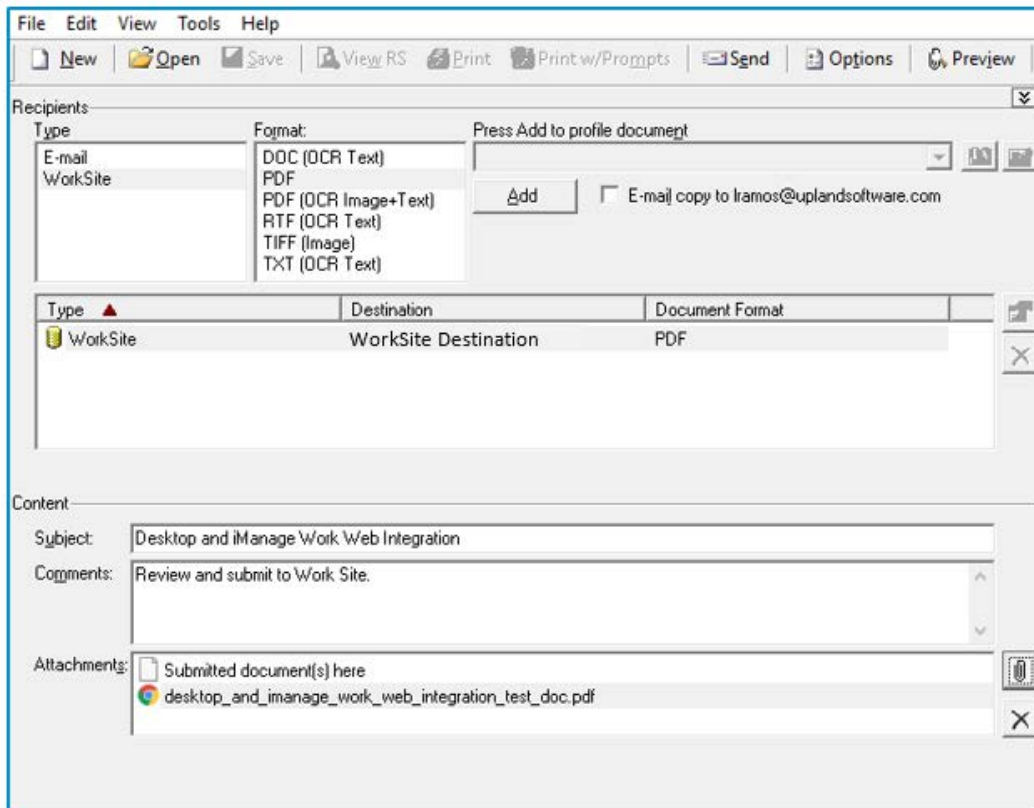 File Edit View Tools Help
New Open Save View RS Print Print w/Prompts Send Options Preview
Recipients
Type Format: Press Add to profile document
E-mail
WorkSite
DOC (OCR Text)
PDF
PDF (OCR Image+Text)
RTF (OCR Text)
TIFF (Image)
TXT (OCR Text)
Add E-mail copy to lramos@uplandsoftware.com
Type Destination Document Format
WorkSite WorkSite Destination PDF
Content
Subject: Desktop and iManage Work Web Integration
Comments: Review and submit to Work Site.
Attachments: Submitted document(s) here
desktop_and_imanage_work_web_integration_test_doc.pdf